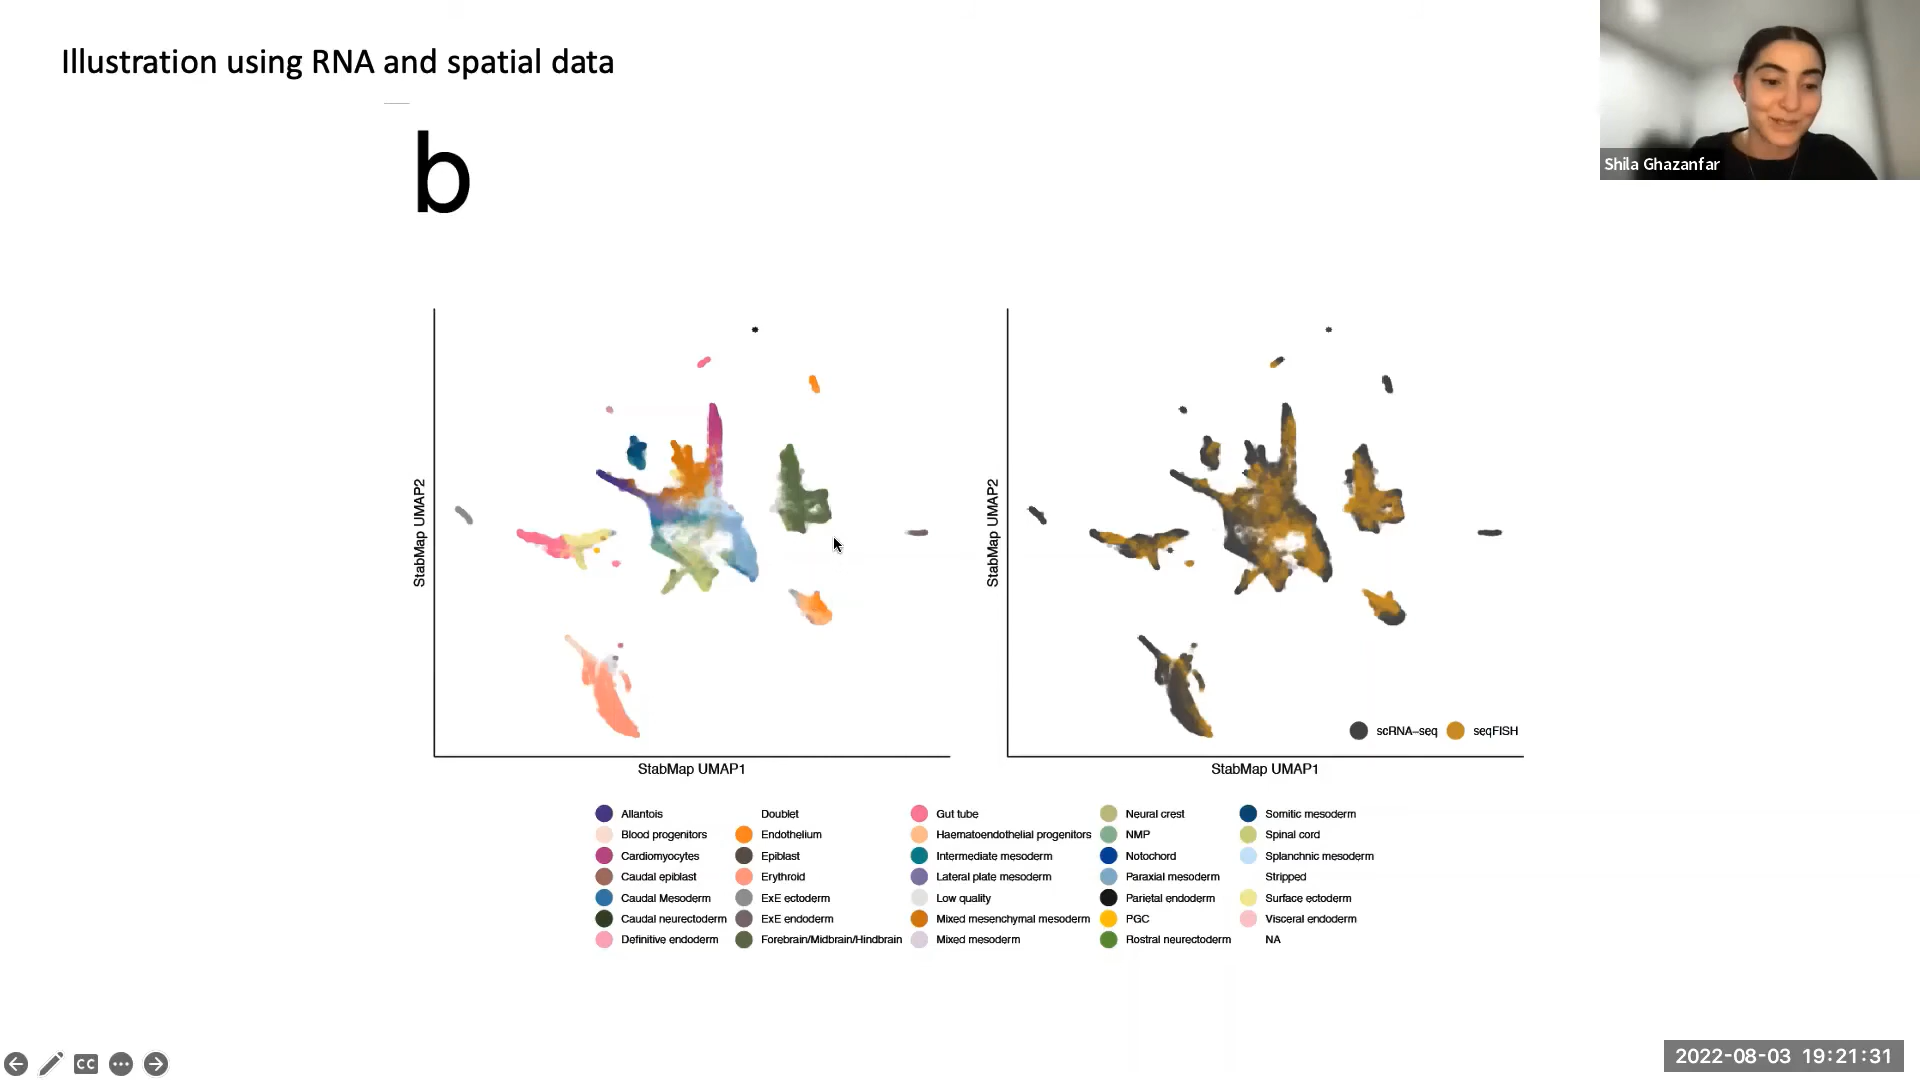 Illustration using RNA and spatial data
Shila Ghazanfar
b
StabMap UMAP2
StabMap UMAP1
StabMap UMAP2
scRNA-seq seqFISH
StabMap UMAP1
Allantois Doublet Gut tube Neural crest Somitic mesoderm
Blood progenitors Endothelium Haematoendothelial progenitors NMP Spinal cord
Cardiomyocytes Epiblast Intermediate mesoderm Notochord Splanchnic mesoderm
Caudal epiblast Erythroid Lateral plate mesoderm Paraxial mesoderm Stripped
Caudal Mesoderm ExE ectoderm Low quality Parietal endoderm Surface ectoderm
Caudal neurectoderm ExE endoderm Mixed mesenchymal mesoderm PGC Visceral endoderm
Definitive endoderm Forebrain/Midbrain/Hindbrain Mixed mesoderm Rostral neurectoderm NA
CC
2022-08-03 19:21:31